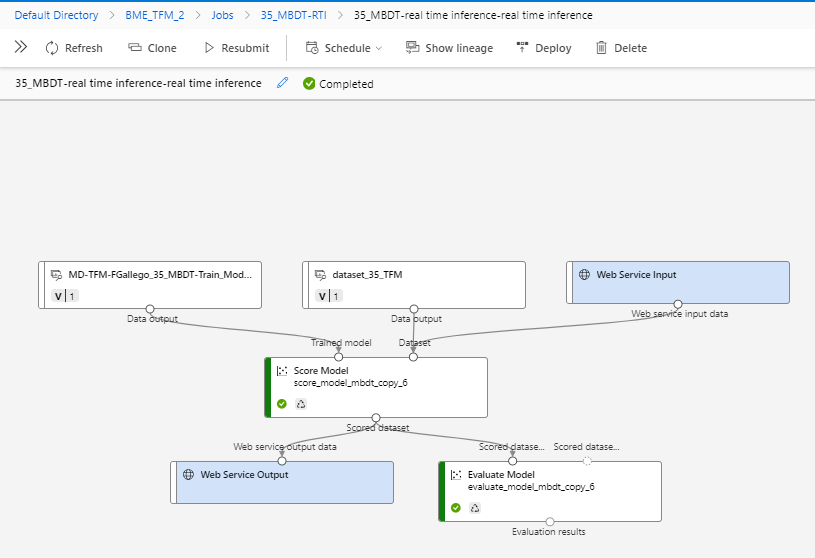 Default Directory > BME_TFM_2 > Jobs > 35_MBDT-RTI > 35_MBDT-real time inference-real time inference
Refresh Clone Resubmit Schedule Show lineage Deploy Delete
35_MBDT-real time inference-real time inference Completed
MD-TFM-FGallego_35_MBDT-Train_Mod...
V 1
Data output
dataset_35_TFM
V 1
Data output
Web Service Input
Web service input data
Trained model
Dataset
Score Model
score_model_mbdt_copy_6
Scored dataset
Web service output data
Scored datase...
Scored datase...
Web Service Output
Evaluate Model
evaluate_model_mbdt_copy_6
Evaluation results